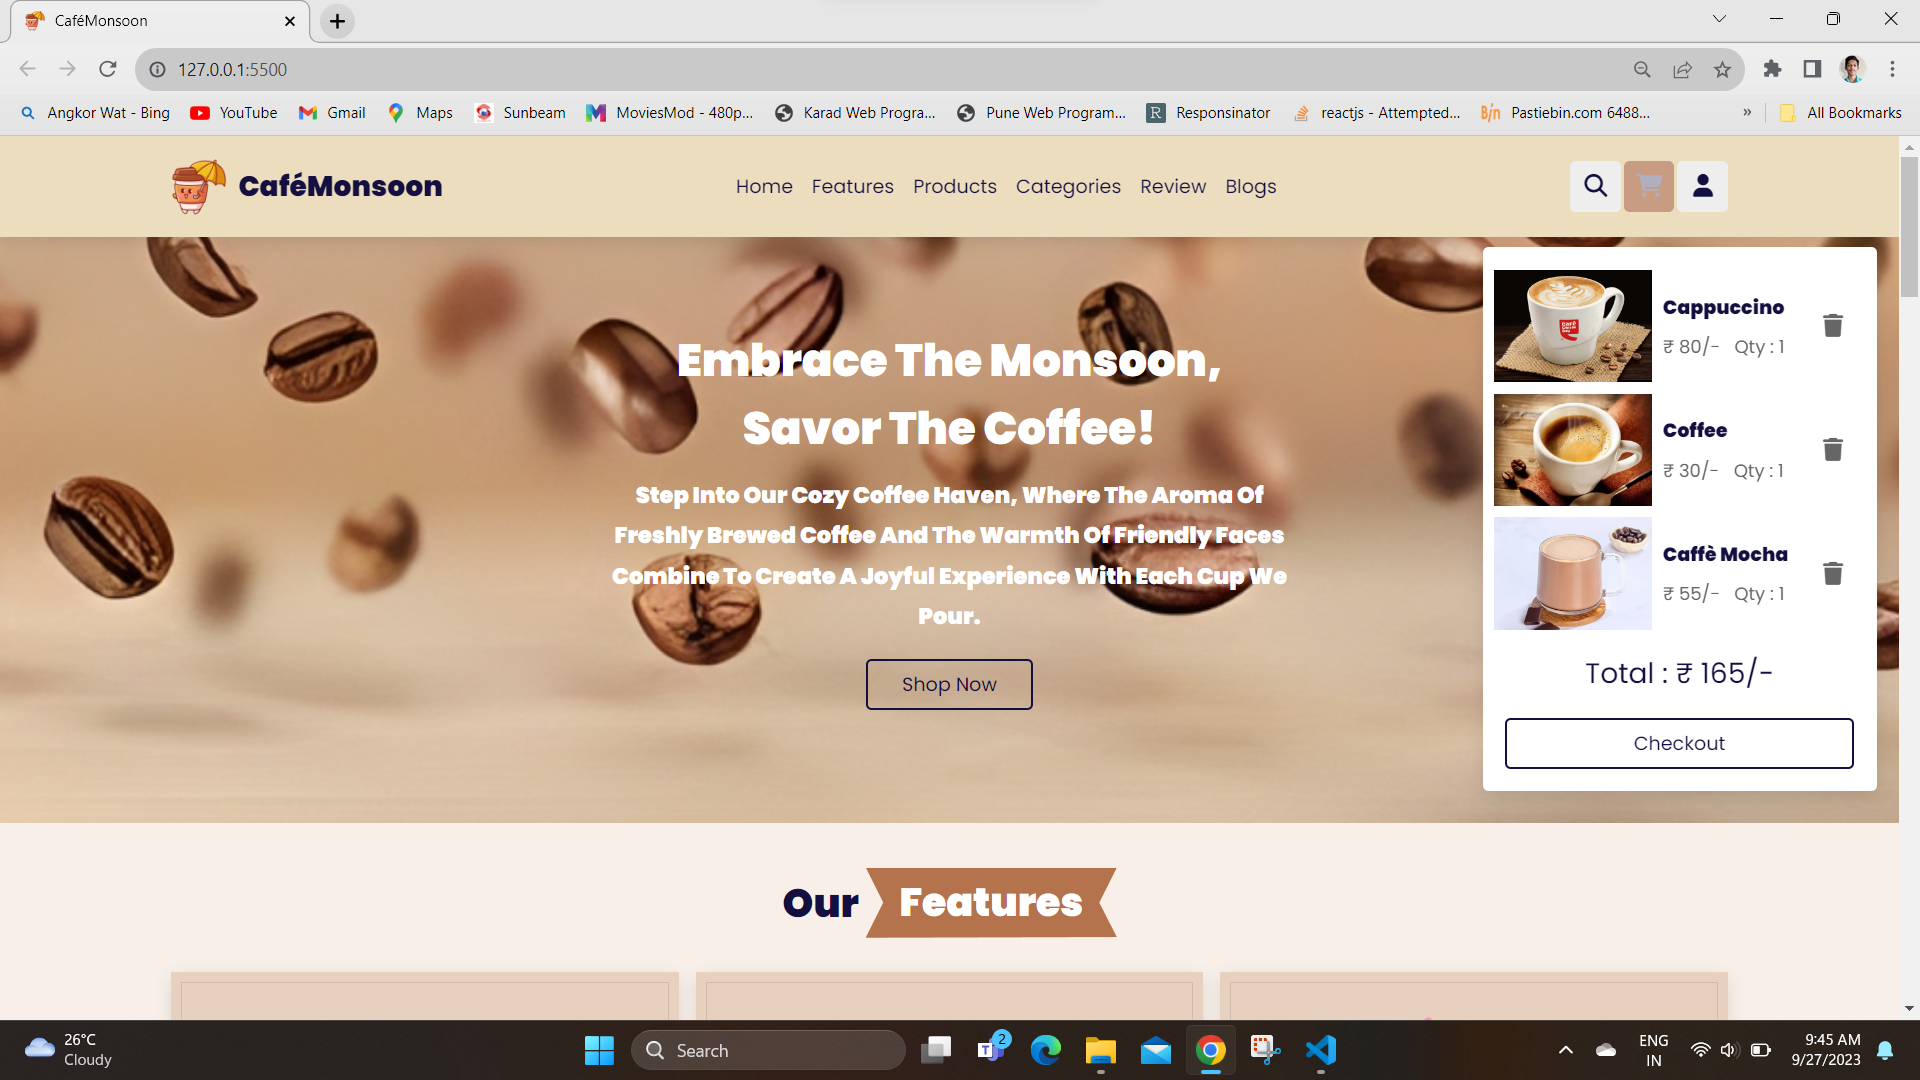 CaféMonsoon
127.0.0.1:5500
Angkor Wat - Bing
YouTube
Gmail
Maps
Sunbeam
MoviesMod - 480p...
Karad Web Progra...
Pune Web Program...
R
Responsinator
reactjs - Attempted...
Bin
Pastiebin.com 6488...
»
All Bookmarks
CaféMonsoon
Home
Features
Products
Categories
Review
Blogs
Embrace The Monsoon,
Savor The Coffee!
Step Into Our Cozy Coffee Haven, Where The Aroma Of
Freshly Brewed Coffee And The Warmth Of Friendly Faces
Combine To Create A Joyful Experience With Each Cup We
Pour.
Shop Now
Cappuccino
₹ 80/- Qty : 1
Coffee
₹ 30/- Qty : 1
Caffè Mocha
₹ 55/- Qty : 1
Total : ₹ 165/-
Checkout
Our Features
26°C
Cloudy
Search
T
2
ENG
IN
9:45 AM
9/27/2023